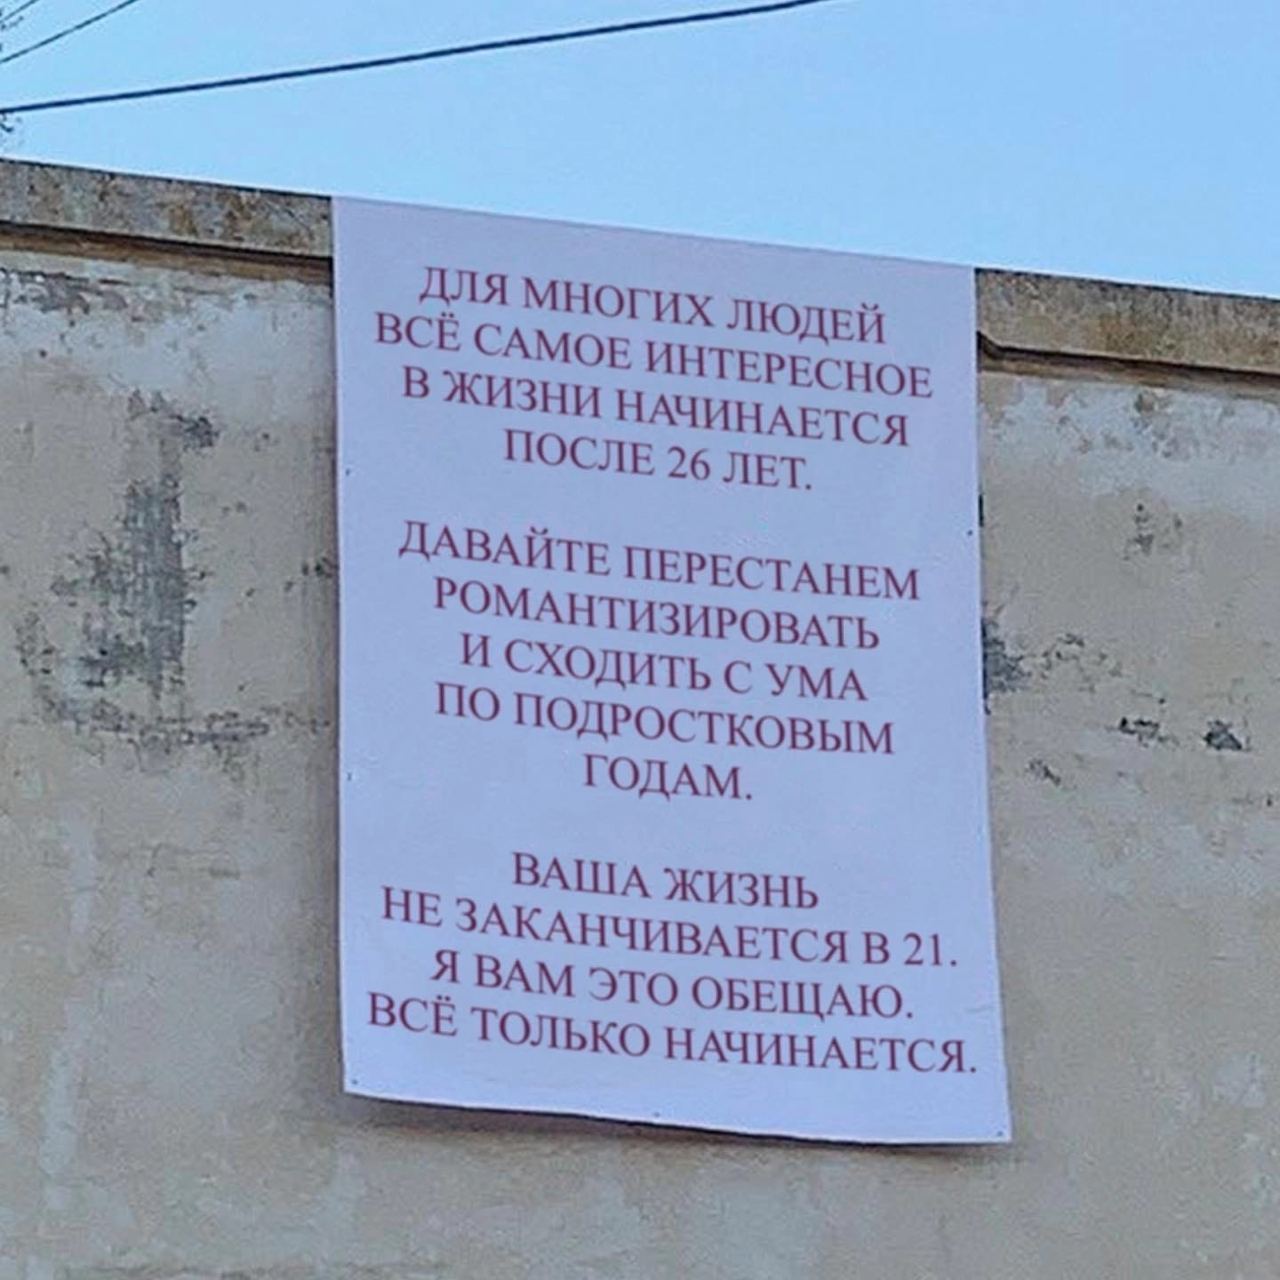 ДЛЯ МНОГИХ ЛЮДЕЙ
ВСЁ САМОЕ ИНТЕРЕСНОЕ
В ЖИЗНИ НАЧИНАЕТСЯ
ПОСЛЕ 26 ЛЕТ.
ДАВАЙТЕ ПЕРЕСТАНЕМ
РОМАНТИЗИРОВАТЬ
И СХОДИТЬ С УМА
ПО ПОДРОСТКОВЫМ
ГОДАМ.
ВАША ЖИЗНЬ
НЕ ЗАКАНЧИВАЕТСЯ В 21.
Я ВАМ ЭТО ОБЕЩАЮ.
ВСЁ ТОЛЬКО НАЧИНАЕТСЯ.